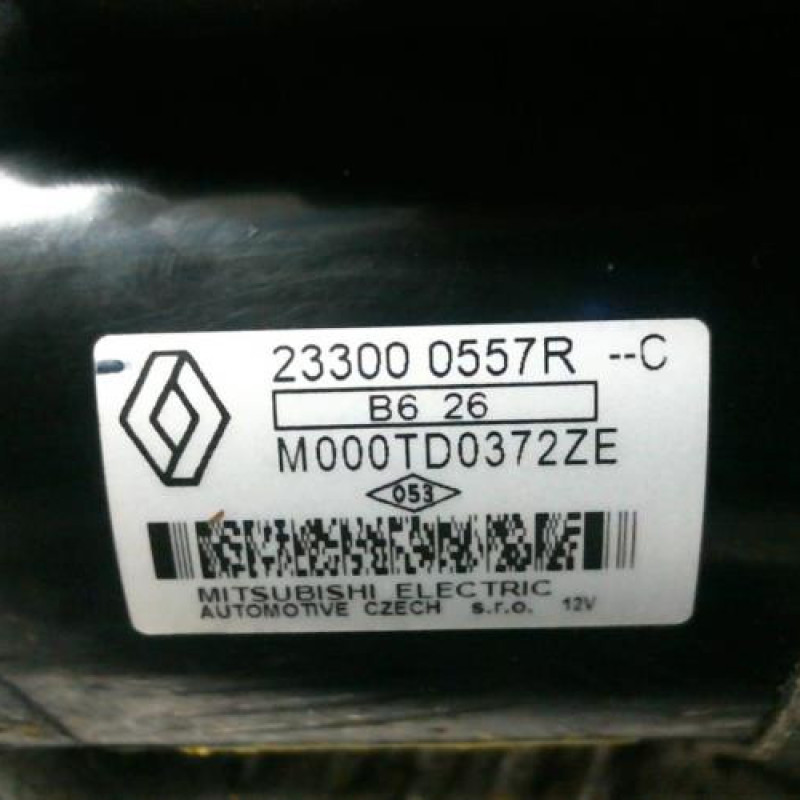 23300 0557R --C
B6 26
M000TD0372ZE
053
MITSUBISHI ELECTRIC
AUTOMOTIVE CZECH s.r.o. 12V